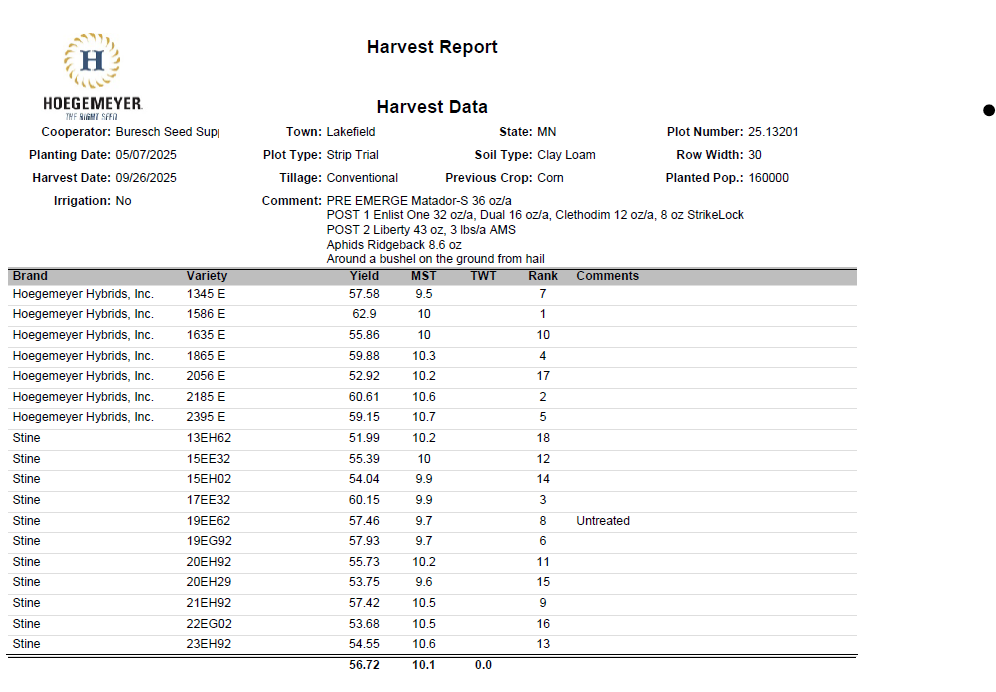 Harvest Report
H
HOEGEMEYER.
THE RIGHT SEED
Harvest Data
Cooperator: Buresch Seed Supp Town: Lakefield State: MN Plot Number: 25.13201
Planting Date: 05/07/2025 Plot Type: Strip Trial Soil Type: Clay Loam Row Width: 30
Harvest Date: 09/26/2025 Tillage: Conventional Previous Crop: Corn Planted Pop.: 160000
Irrigation: No Comment: PRE EMERGE Matador-S 36 oz/a
POST 1 Enlist One 32 oz/a, Dual 16 oz/a, Clethodim 12 oz/a, 8 oz StrikeLock
POST 2 Liberty 43 oz, 3 lbs/a AMS
Aphids Ridgeback 8.6 oz
Around a bushel on the ground from hail
Brand Variety Yield MST TWT Rank Comments
Hoegemeyer Hybrids, Inc. 1345 E 57.58 9.5 7
Hoegemeyer Hybrids, Inc. 1586 E 62.9 10 1
Hoegemeyer Hybrids, Inc. 1635 E 55.86 10 10
Hoegemeyer Hybrids, Inc. 1865 E 59.88 10.3 4
Hoegemeyer Hybrids, Inc. 2056 E 52.92 10.2 17
Hoegemeyer Hybrids, Inc. 2185 E 60.61 10.6 2
Hoegemeyer Hybrids, Inc. 2395 E 59.15 10.7 5
Stine 13EH62 51.99 10.2 18
Stine 15EE32 55.39 10 12
Stine 15EH02 54.04 9.9 14
Stine 17EE32 60.15 9.9 3
Stine 19EE62 57.46 9.7 8 Untreated
Stine 19EG92 57.93 9.7 6
Stine 20EH92 55.73 10.2 11
Stine 20EH29 53.75 9.6 15
Stine 21EH92 57.42 10.5 9
Stine 22EG02 53.68 10.5 16
Stine 23EH92 54.55 10.6 13
56.72 10.1 0.0